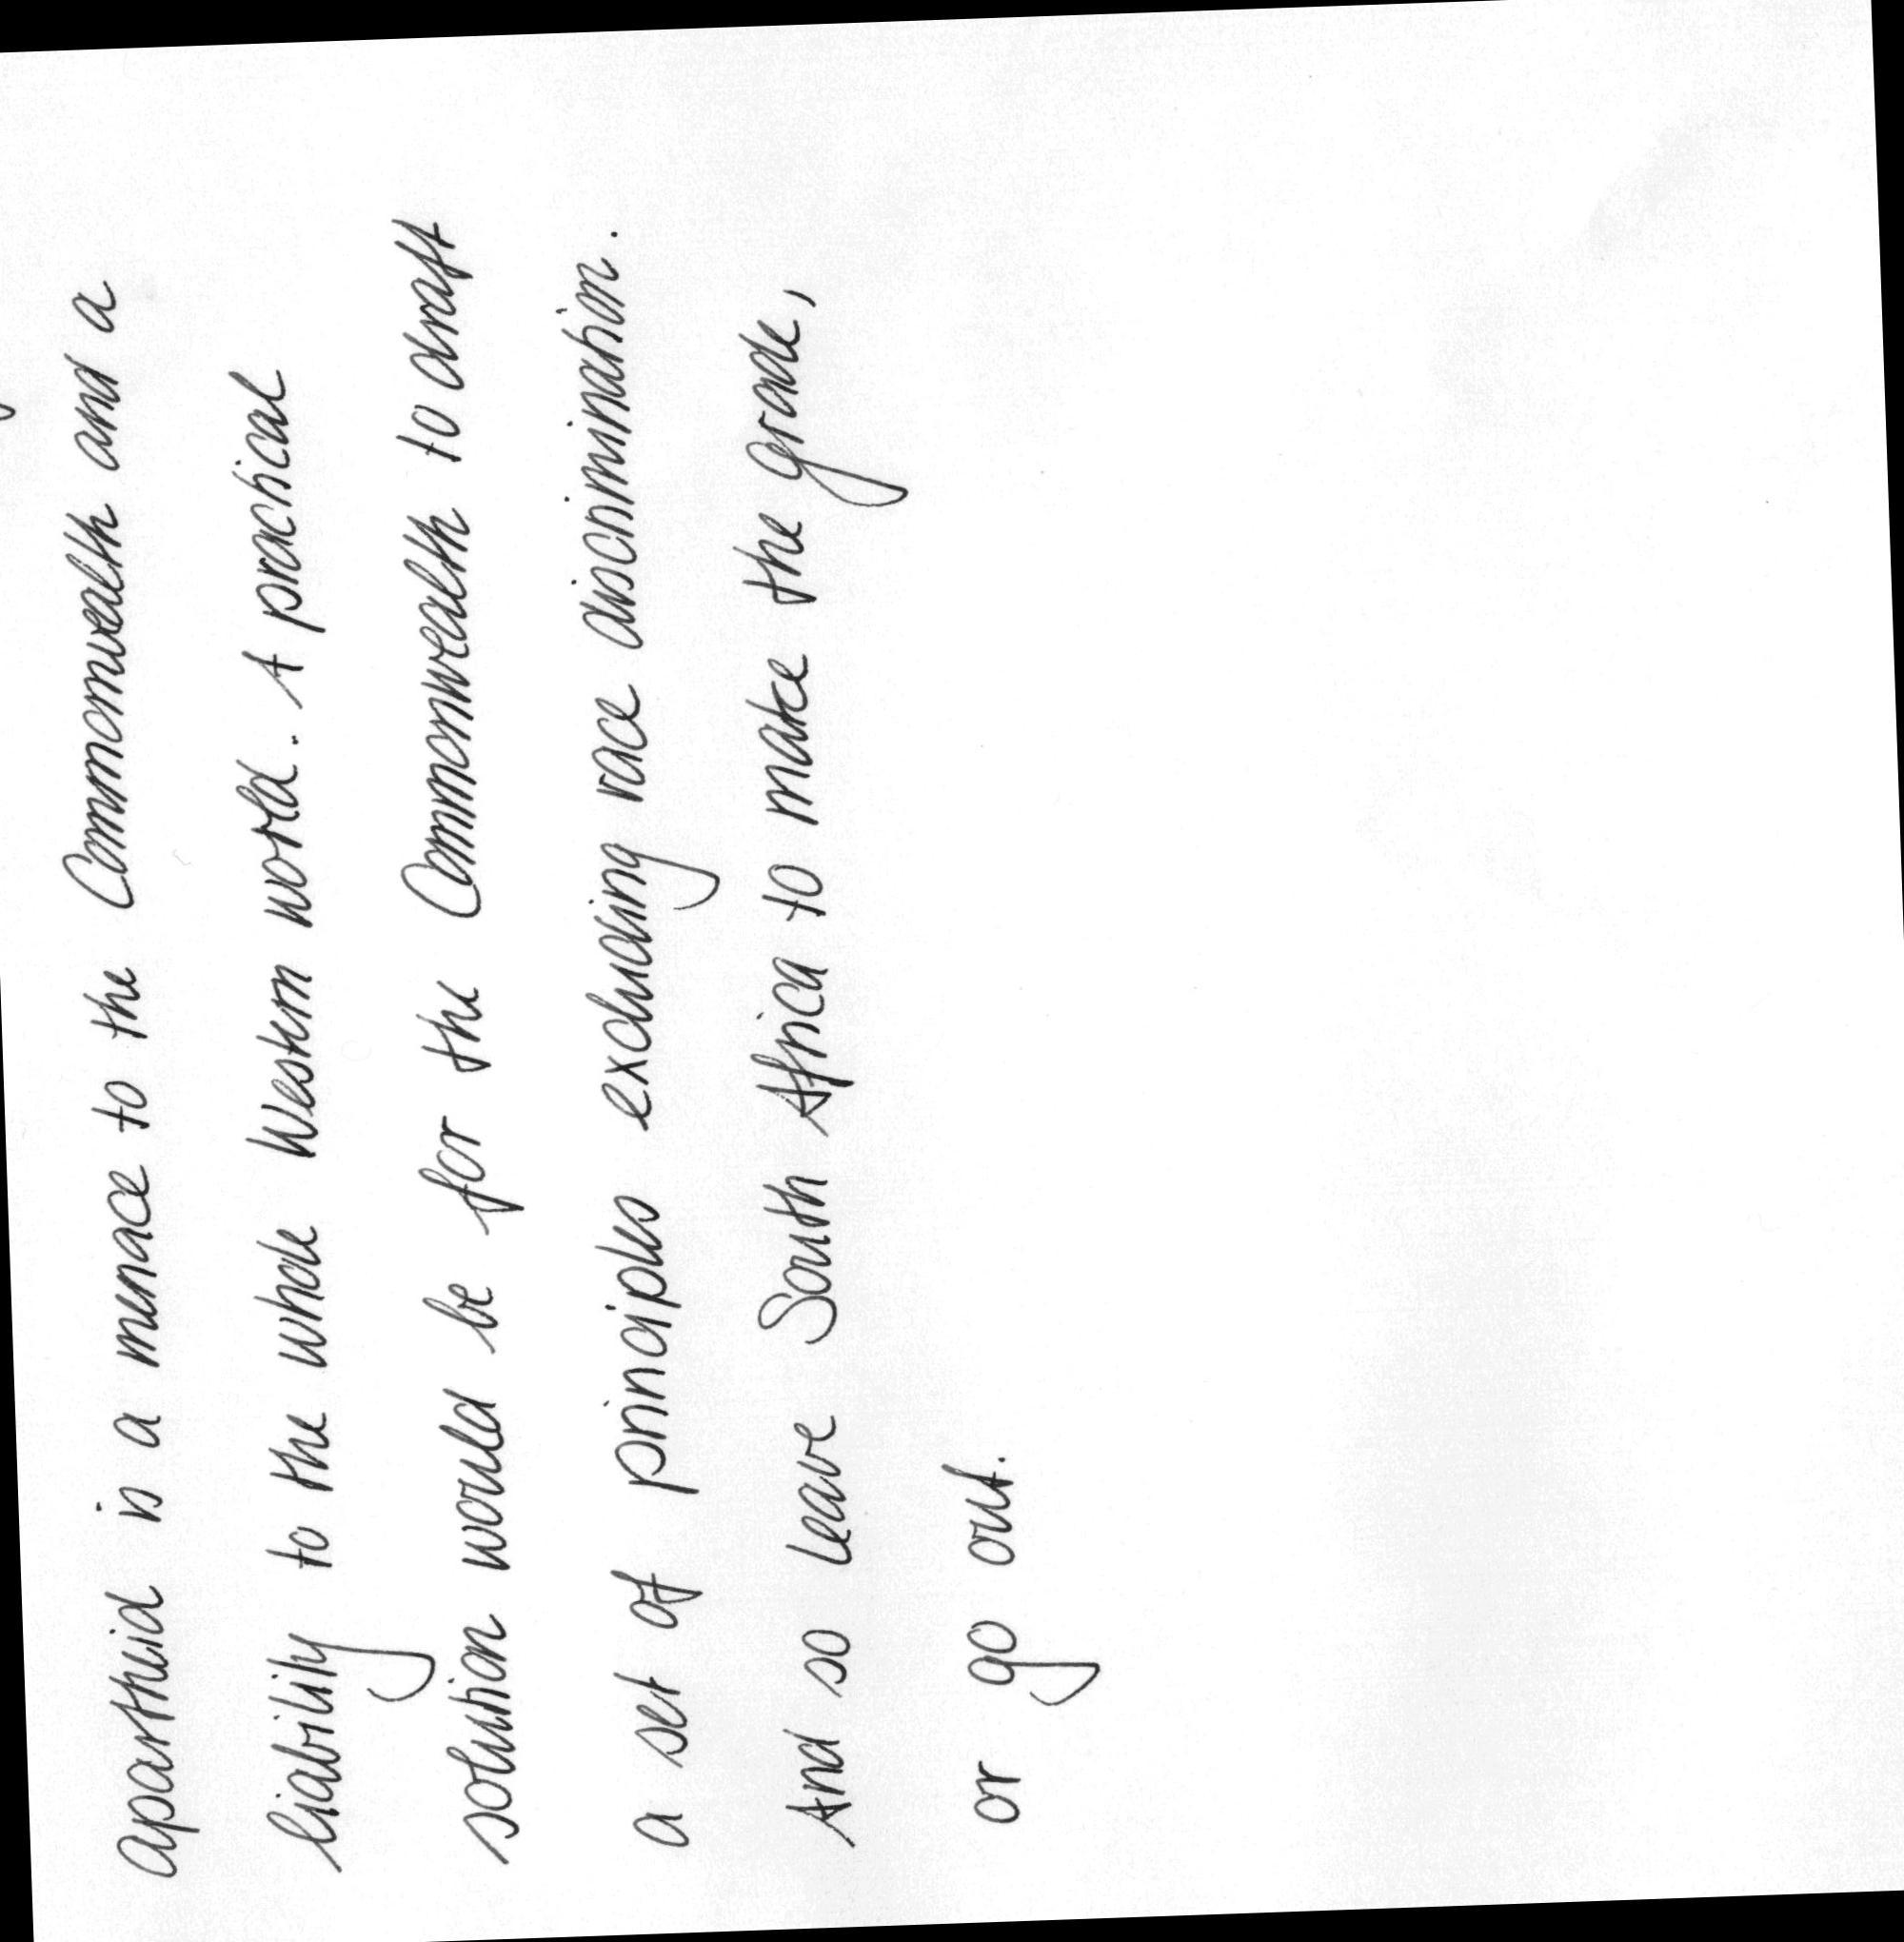 apartheid is a menace to the Commonwealth and a
liability to the whole Western world. A practical
solution would be for the Commonwealth to draft
a set of principles excluding race discrimination.
And so leave South Africa to make the grade,
or go out.